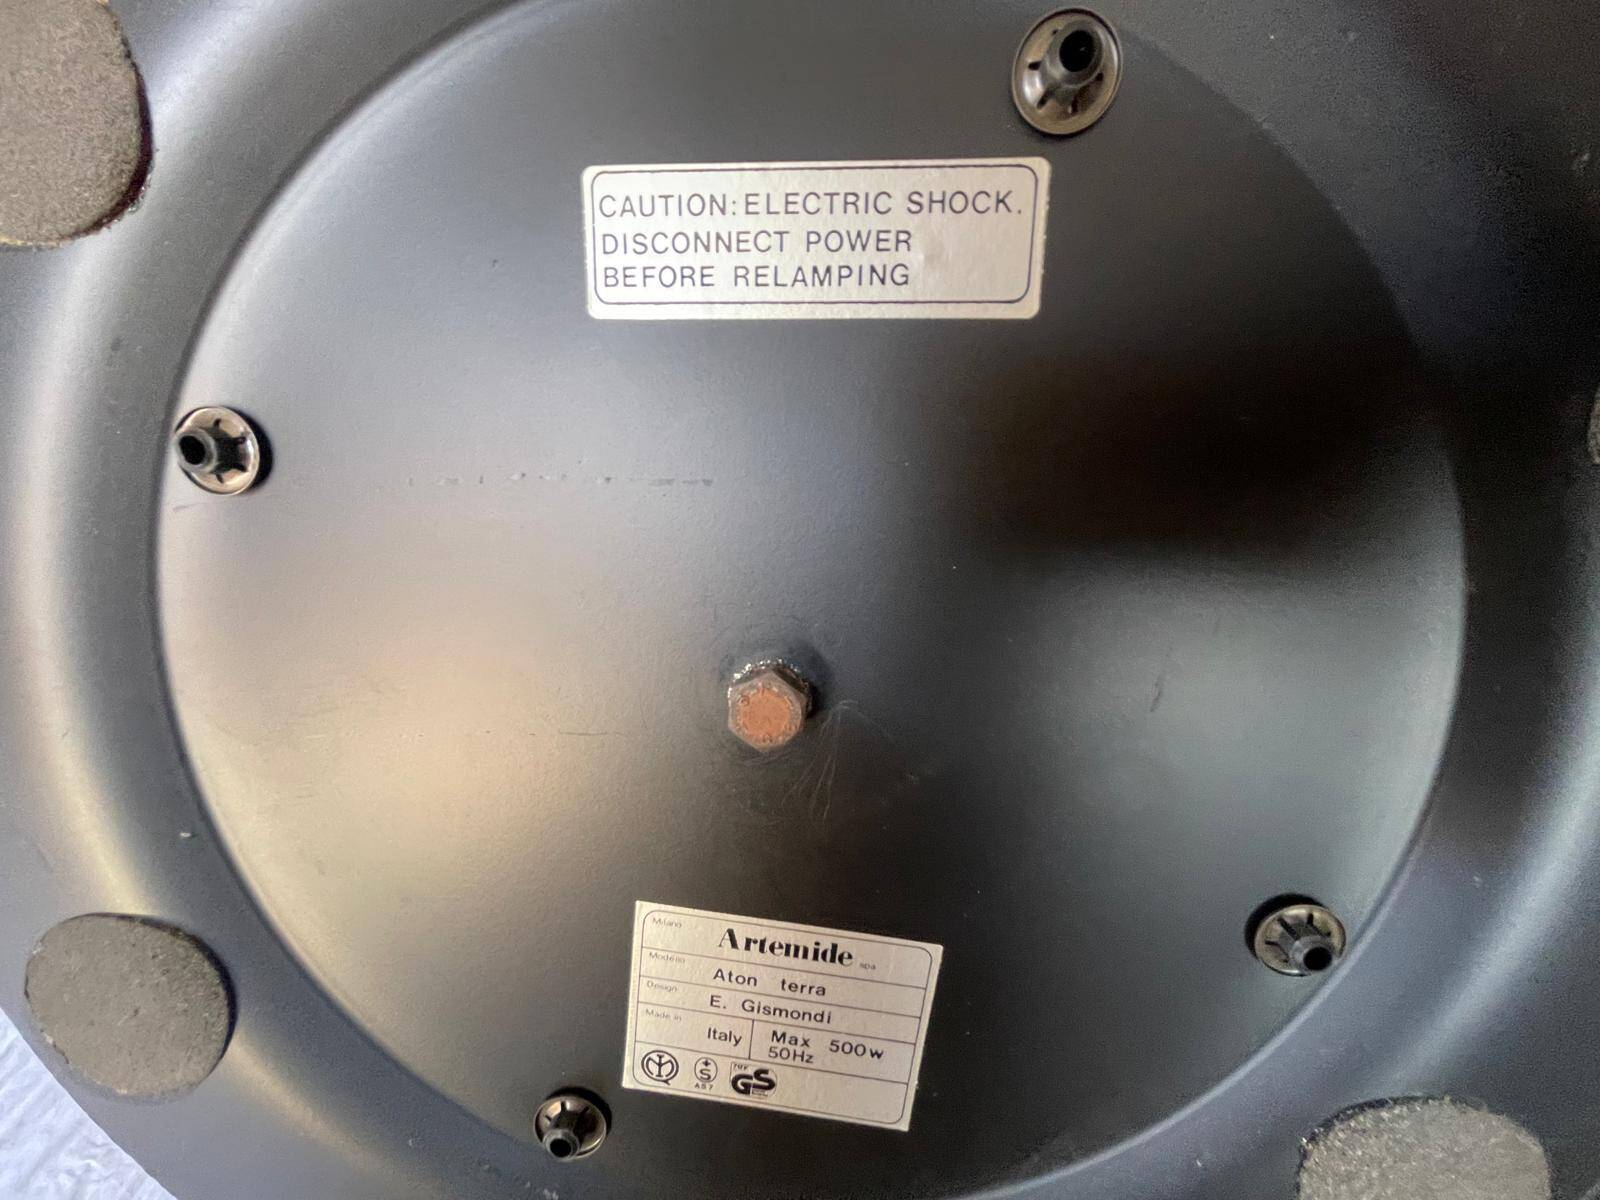 CAUTION: ELECTRIC SHOCK.
DISCONNECT POWER
BEFORE RELAMPING
Milano
Artemide spa
Modello Aton terra
Design E. Gismondi
Made in Italy Max 500w
50Hz
S GS